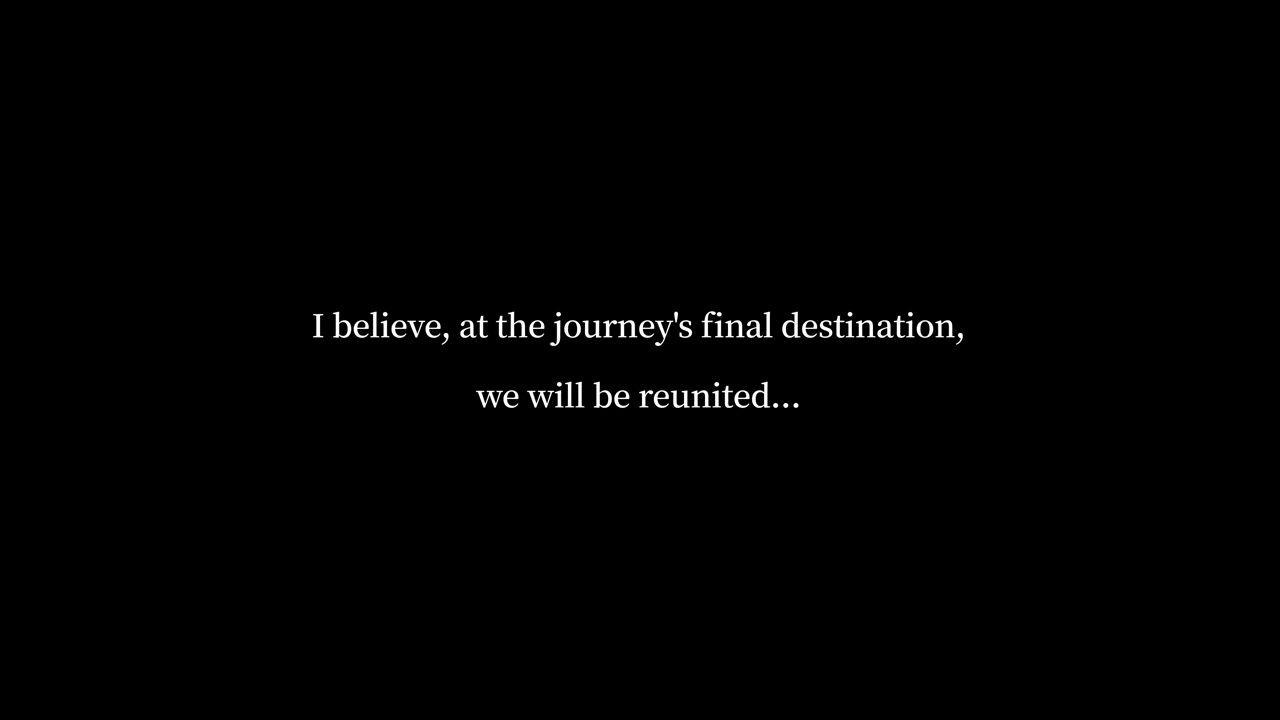 I believe, at the journey's final destination,
we will be reunited...